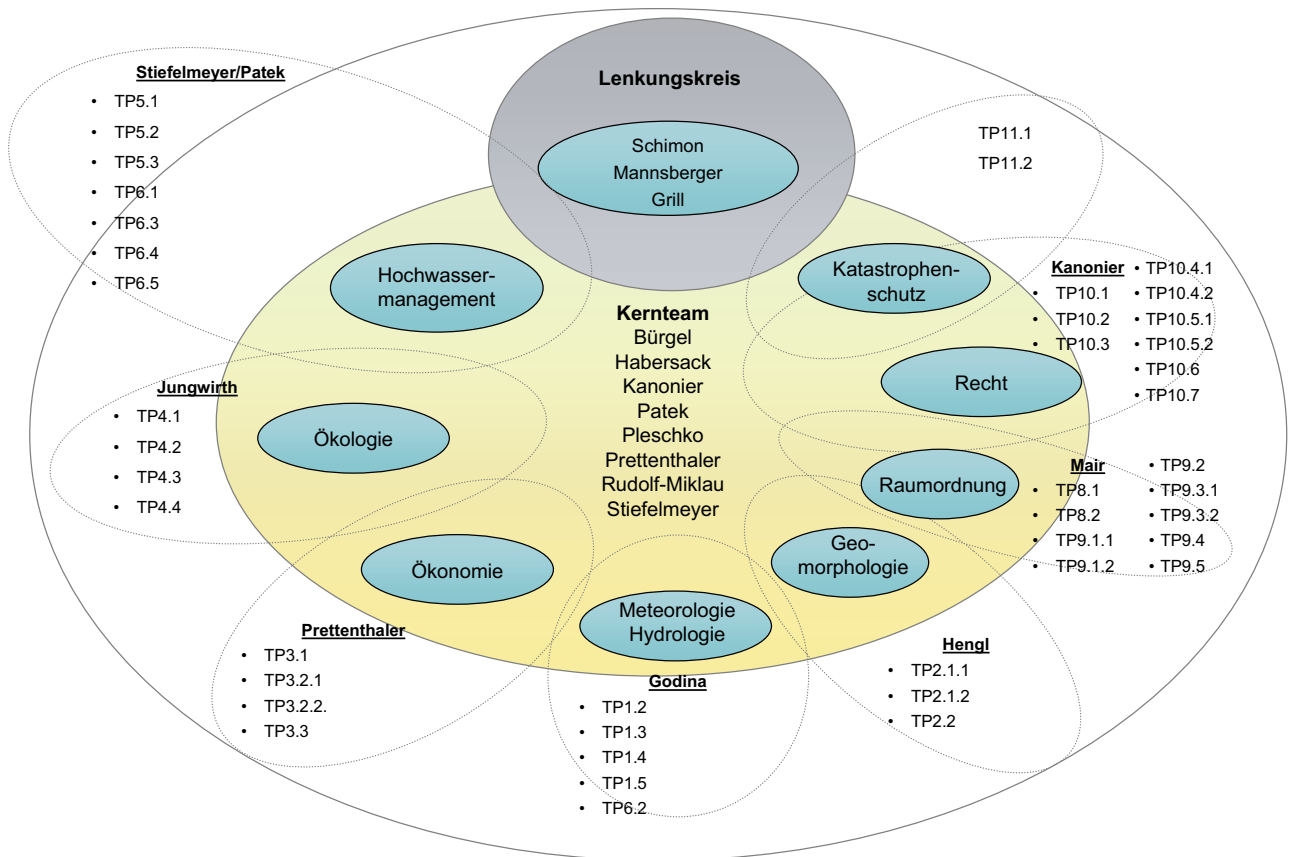 Lenkungskreis
Schimon
Mannsberger
Grill
Stiefelmeyer/Patek
• TP5.1
• TP5.2
• TP5.3
• TP6.1
• TP6.3
• TP6.4
• TP6.5
Hochwasser-
management
TP11.1
TP11.2
Katastrophen-
schutz
Kanonier
• TP10.1
• TP10.2
• TP10.3
• TP10.4.1
• TP10.4.2
• TP10.5.1
• TP10.5.2
• TP10.6
• TP10.7
Recht
Kernteam
Bürgel
Habersack
Kanonier
Patek
Pleschko
Prettenthaler
Rudolf-Miklau
Stiefelmeyer
Jungwirth
• TP4.1
• TP4.2
• TP4.3
• TP4.4
Ökologie
Raumordnung
Mair
• TP8.1
• TP8.2
• TP9.1.1
• TP9.1.2
• TP9.2
• TP9.3.1
• TP9.3.2
• TP9.4
• TP9.5
Ökonomie
Geo-
morphologie
Meteorologie
Hydrologie
Prettenthaler
• TP3.1
• TP3.2.1
• TP3.2.2.
• TP3.3
Godina
• TP1.2
• TP1.3
• TP1.4
• TP1.5
• TP6.2
Hengl
• TP2.1.1
• TP2.1.2
• TP2.2